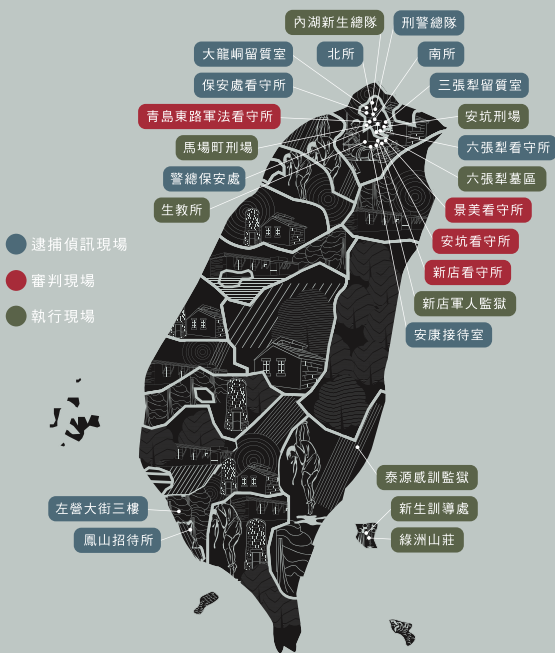 內湖新生總隊
刑警總隊
大龍峒留質室
北所
南所
保安處看守所
三張犁留質室
青島東路軍法看守所
安坑刑場
馬場町刑場
六張犁看守所
警總保安處
六張犁墓區
生教所
景美看守所
安坑看守所
新店看守所
新店軍人監獄
安康接待室
逮捕偵訊現場
審判現場
執行現場
泰源感訓監獄
左營大街三樓
新生訓導處
鳳山招待所
綠洲山莊